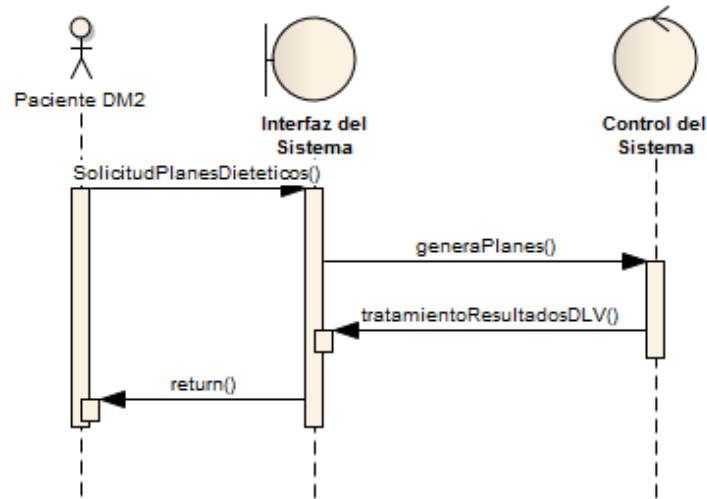 Paciente DM2
Interfaz del
Sistema
Control del
Sistema
SolicitudPlanesDieteticos()
generaPlanes()
tratamientoResultadosDLV()
return()